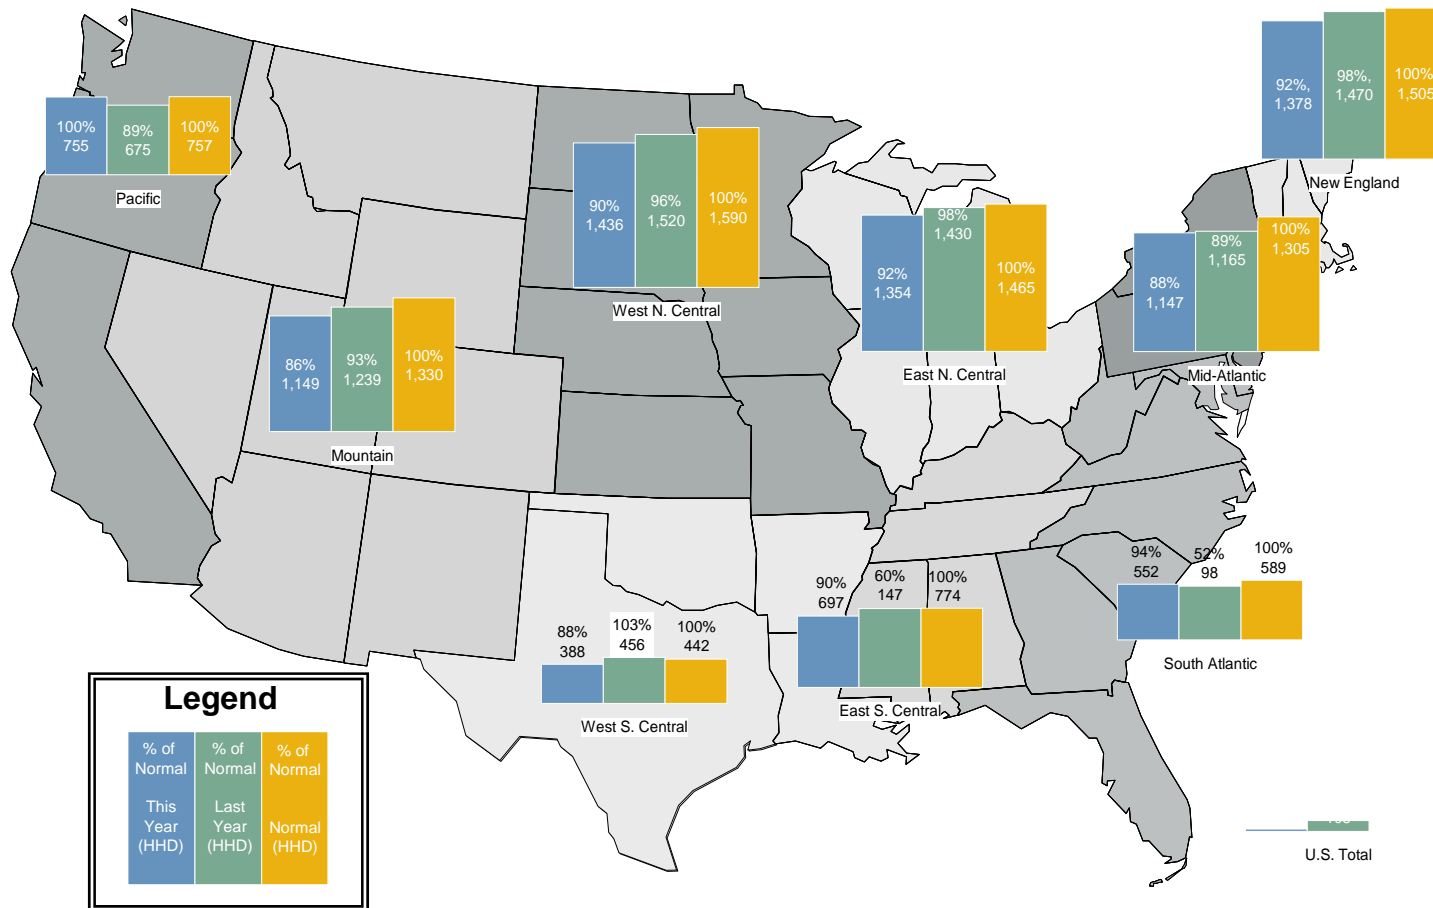 92%,
1,378
98%,
1,470
100%
1,505
New England
100%
755
89%
675
100%
757
Pacific
90%
1,436
96%
1,520
100%
1,590
West N. Central
92%
1,354
98%
1,430
100%
1,465
East N. Central
88%
1,147
89%
1,165
100%
1,305
Mid-Atlantic
86%
1,149
93%
1,239
100%
1,330
Mountain
88%
388
103%
456
100%
442
West S. Central
90%
697
60%
147
100%
774
East S. Central
94%
552
52%
98
100%
589
South Atlantic
Legend
% of
Normal
This
Year
(HHD)
% of
Normal
Last
Year
(HHD)
% of
Normal
Normal
(HHD)
U.S. Total